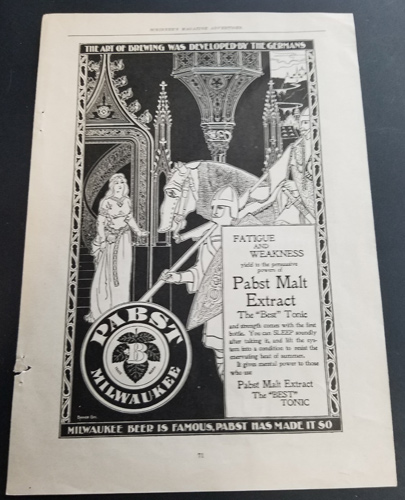 THE ART OF BREWING WAS DEVELOPED BY THE GERMANS
FATIGUE
AND
WEAKNESS
yield to the persuasive
powers of
Pabst Malt
Extract
The "Best" Tonic
and strength comes with the first
bottle. You can SLEEP soundly
after taking it, and lift the sys-
tem into a condition to resist the
enervating heat of summer.
It gives mental power to those
who use
Pabst Malt Extract
The "BEST"
TONIC
PABST
B
MILWAUKEE
MILWAUKEE BEER IS FAMOUS, PABST HAS MADE IT SO